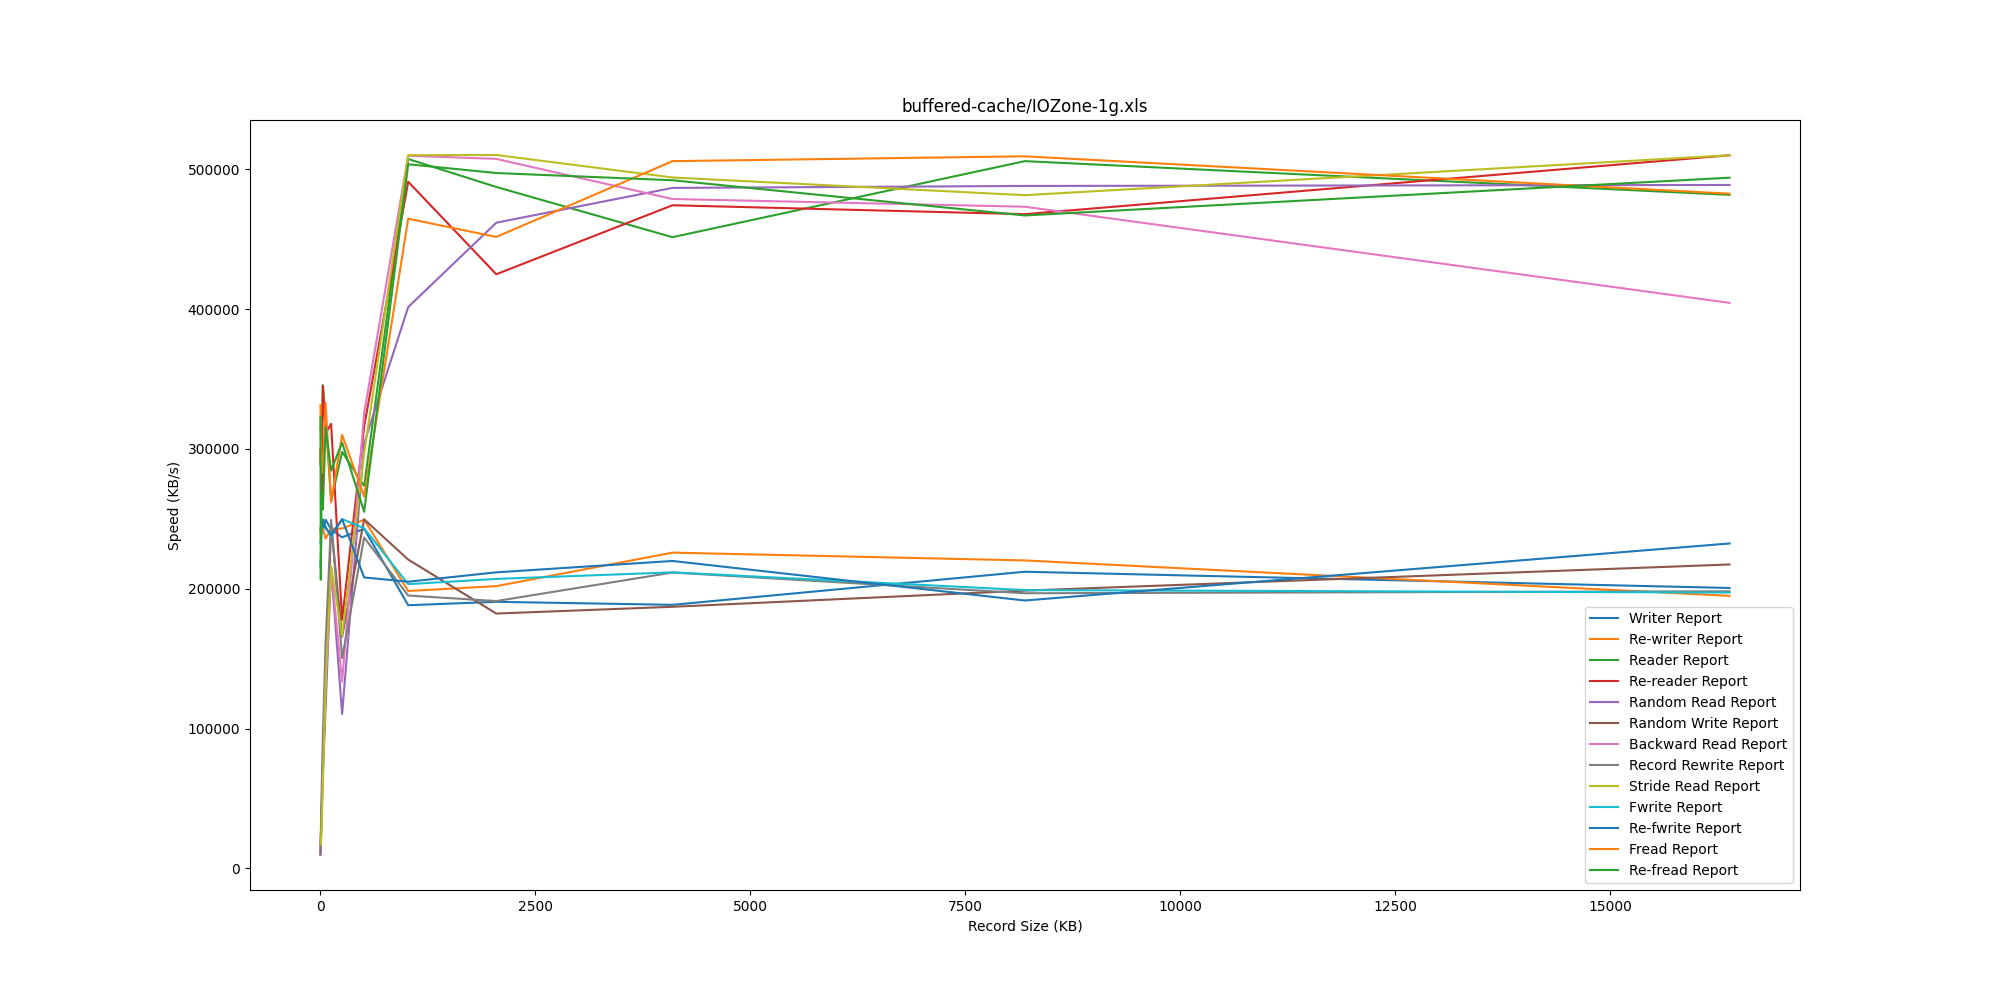 buffered-cache/IOZone-1g.xls
500000
400000
300000
200000
100000
0
Speed (KB/s)
0 2500 5000 7500 10000 12500 15000
Record Size (KB)
Writer Report
Re-writer Report
Reader Report
Re-reader Report
Random Read Report
Random Write Report
Backward Read Report
Record Rewrite Report
Stride Read Report
Fwrite Report
Re-fwrite Report
Fread Report
Re-fread Report